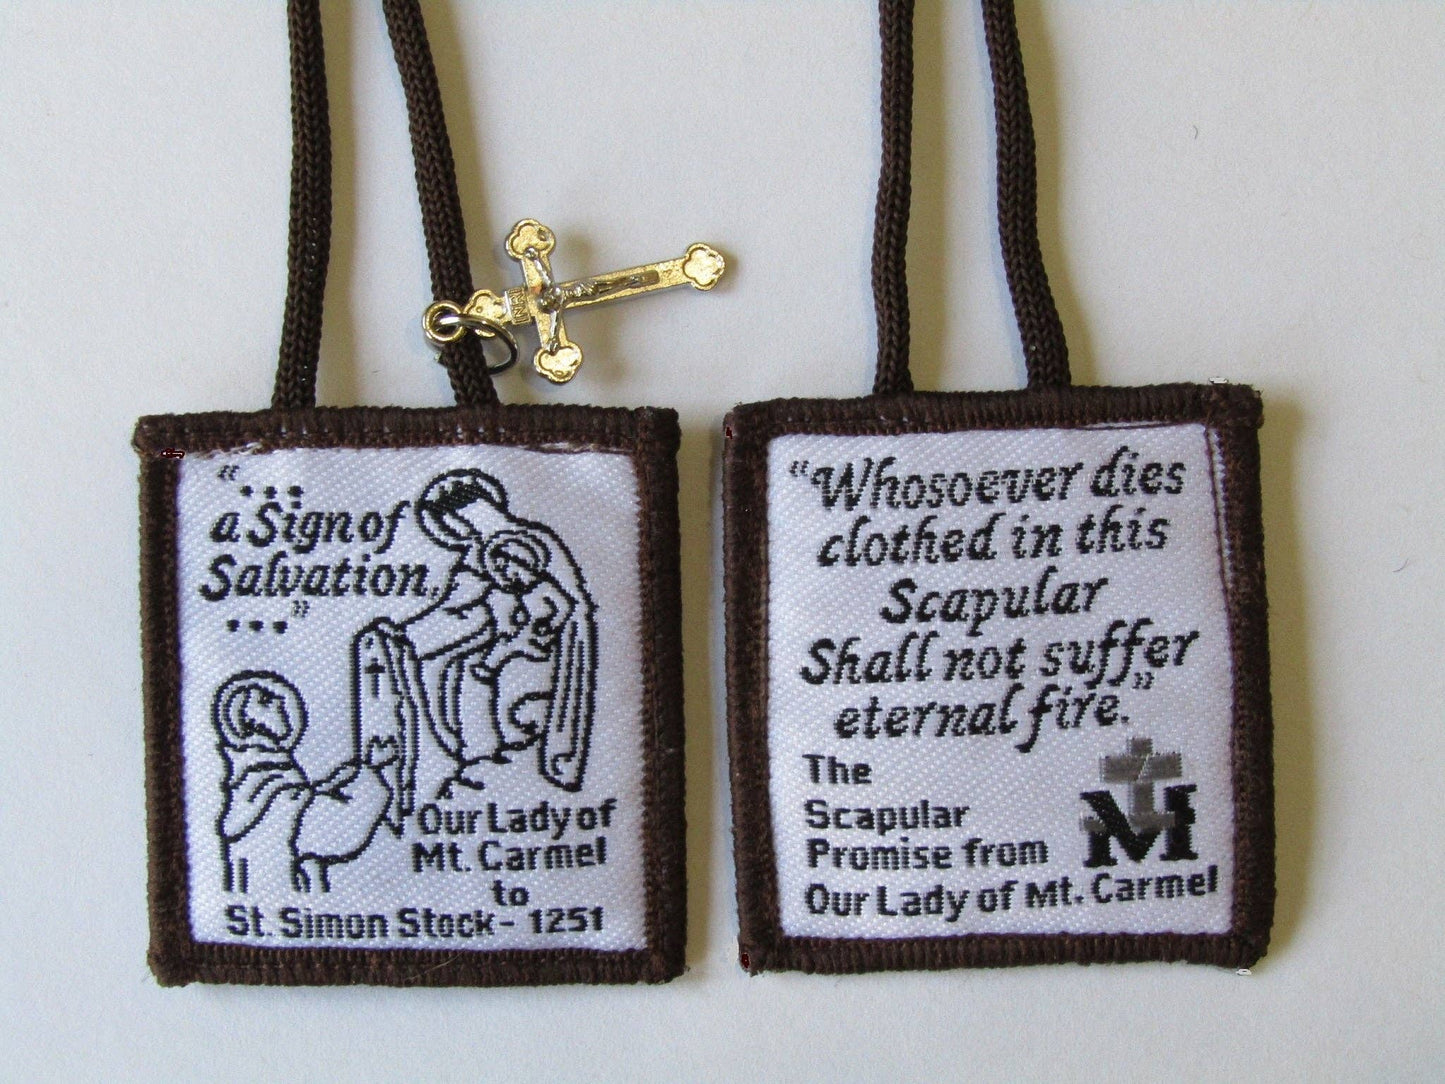 “...
a Sign of
Salvation.
...”
Our Lady of
Mt. Carmel
to
St. Simon Stock - 1251
INRI
“Whosoever dies
clothed in this
Scapular
Shall not suffer
eternal fire.”
The
Scapular
Promise from
Our Lady of Mt. Carmel
M